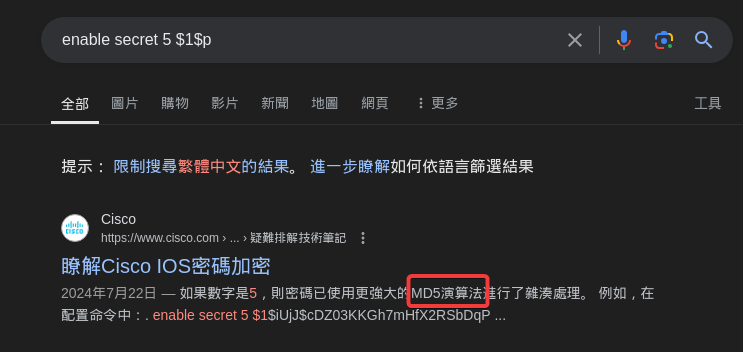 enable secret 5 $1$p
全部 圖片 購物 影片 新聞 地圖 網頁 更多 工具
提示： 限制搜尋繁體中文的結果。 進一步瞭解如何依語言篩選結果
Cisco
https://www.cisco.com › ... › 疑難排解技術筆記
瞭解Cisco IOS密碼加密
2024年7月22日 — 如果數字是5，則密碼已使用更強大的MD5演算法進行了雜湊處理。 例如，在
配置命令中：. enable secret 5 $1$iUjJ$cDZ03KKGh7mHfX2RSbDqP ...